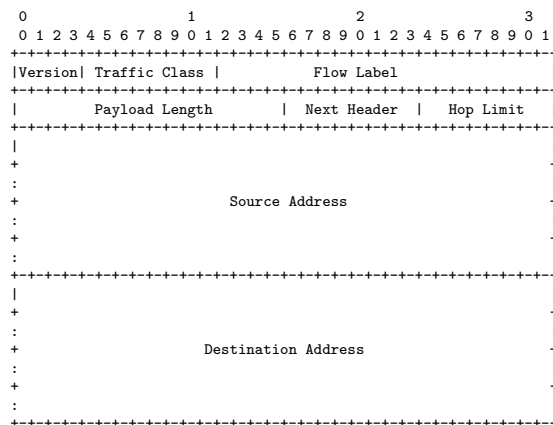 0                   1                   2                   3
0 1 2 3 4 5 6 7 8 9 0 1 2 3 4 5 6 7 8 9 0 1 2 3 4 5 6 7 8 9 0 1
+-+-+-+-+-+-+-+-+-+-+-+-+-+-+-+-+-+-+-+-+-+-+-+-+-+-+-+-+-+-+-+-
|Version| Traffic Class |           Flow Label
+-+-+-+-+-+-+-+-+-+-+-+-+-+-+-+-+-+-+-+-+-+-+-+-+-+-+-+-+-+-+-+-
|         Payload Length        |  Next Header  |   Hop Limit
+-+-+-+-+-+-+-+-+-+-+-+-+-+-+-+-+-+-+-+-+-+-+-+-+-+-+-+-+-+-+-+-
|
+                                                               -
:
+                         Source Address                        -
:
+                                                               -
:
+-+-+-+-+-+-+-+-+-+-+-+-+-+-+-+-+-+-+-+-+-+-+-+-+-+-+-+-+-+-+-+-
|
+                                                               -
:
+                      Destination Address                      -
:
+                                                               -
:
+-+-+-+-+-+-+-+-+-+-+-+-+-+-+-+-+-+-+-+-+-+-+-+-+-+-+-+-+-+-+-+-